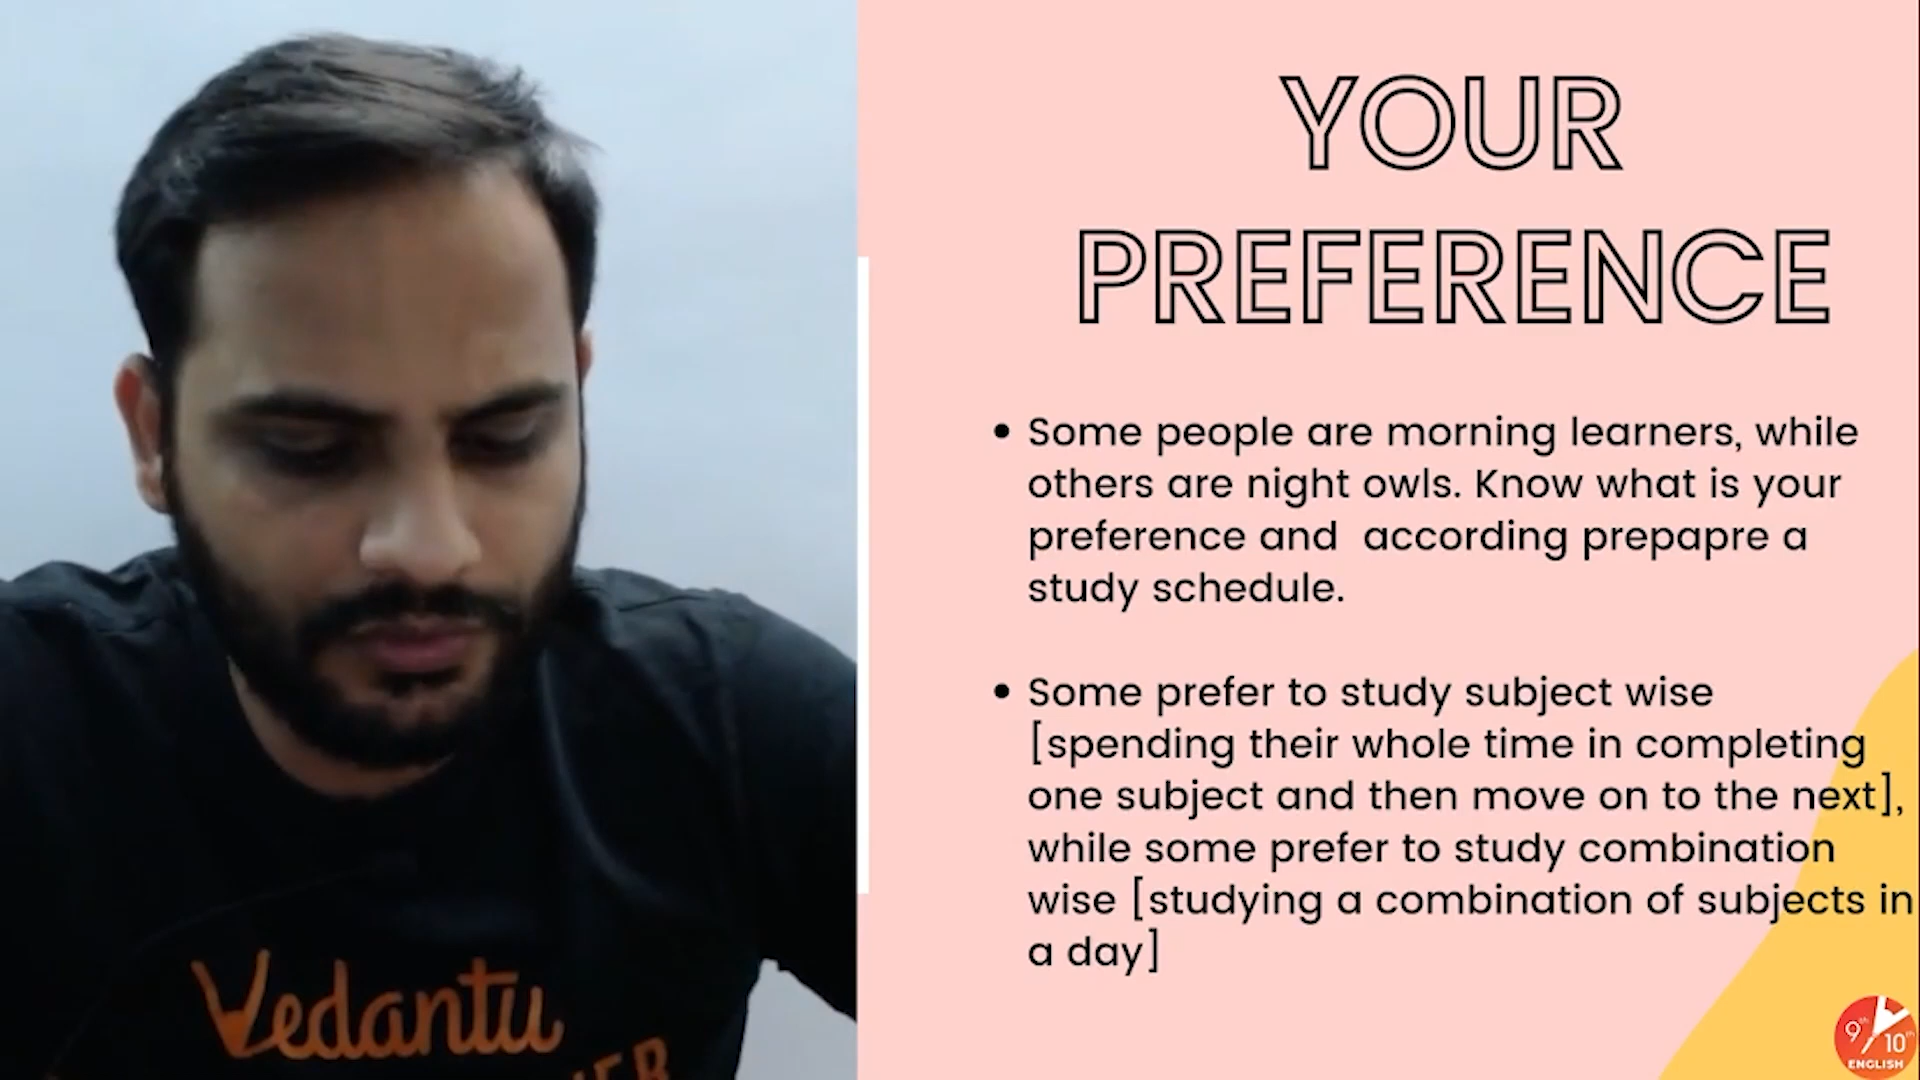 YOUR
PREFERENCE
• Some people are morning learners, while
others are night owls. Know what is your
preference and  according prepapre a
study schedule.
• Some prefer to study subject wise
[spending their whole time in completing
one subject and then move on to the next],
while some prefer to study combination
wise [studying a combination of subjects in
a day]
Vedantu
9th 10th
ENGLISH